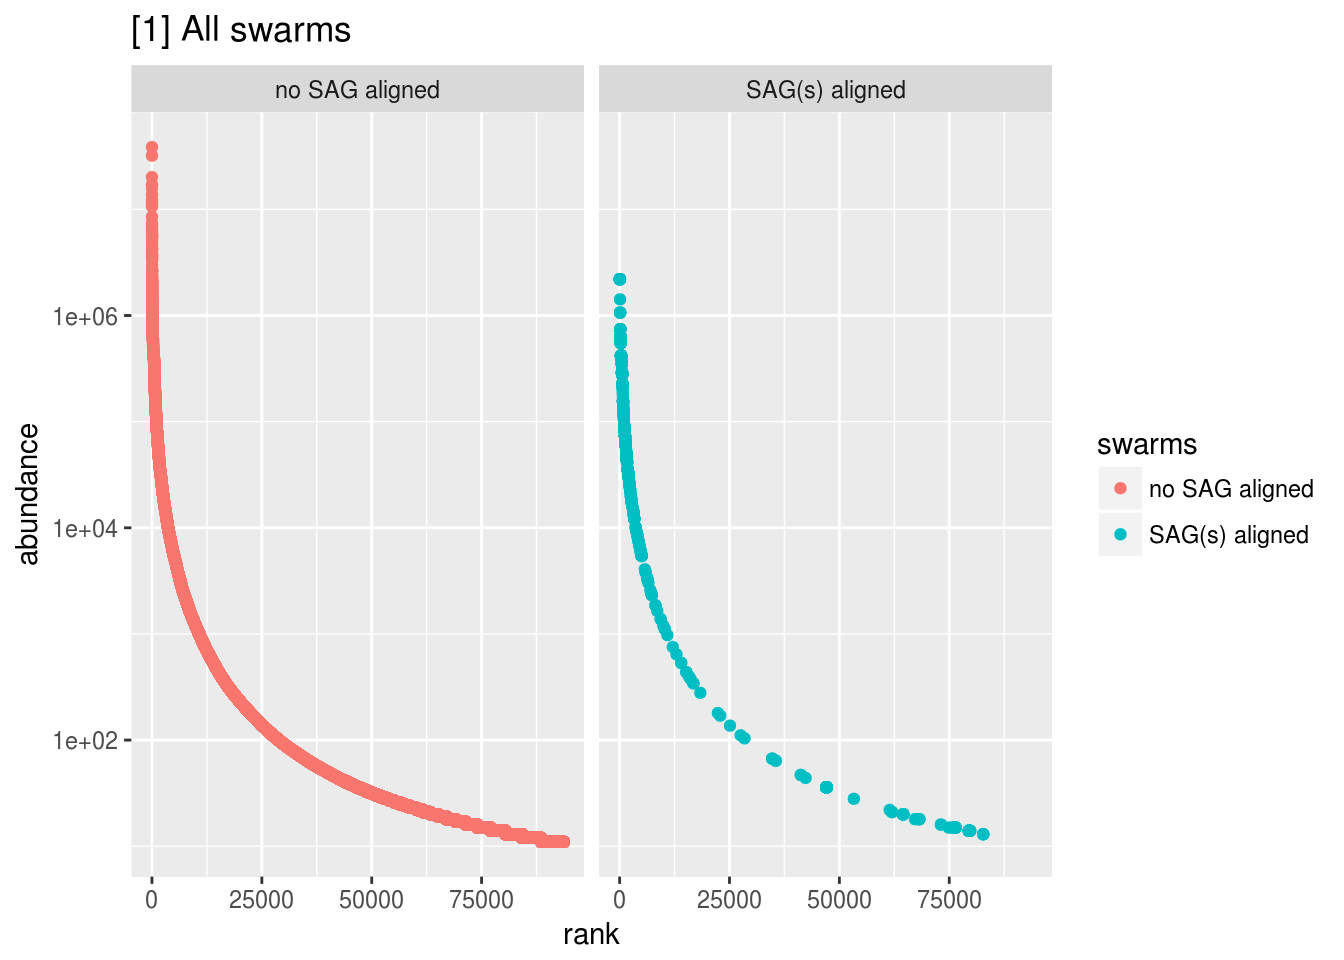 [1] All swarms
no SAG aligned
SAG(s) aligned
1e+06
1e+04
1e+02
abundance
0 25000 50000 75000
0 25000 50000 75000
rank
swarms
no SAG aligned
SAG(s) aligned